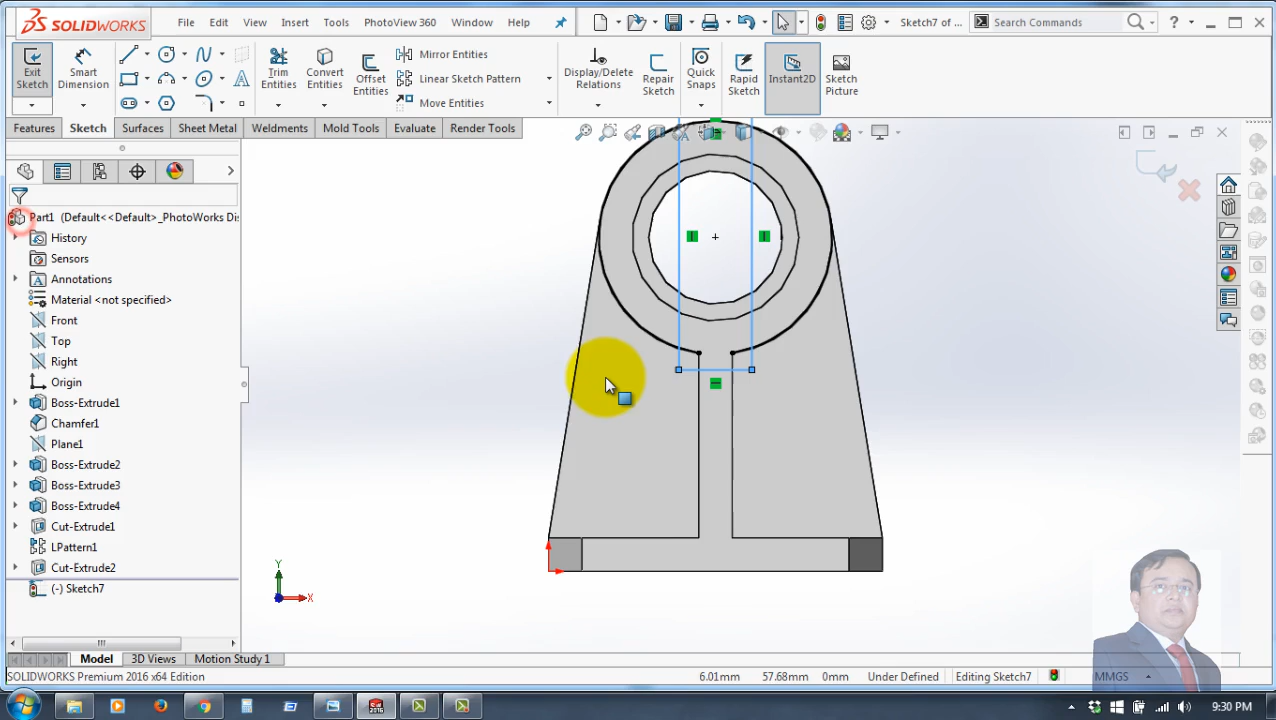 SOLIDWORKS File Edit View Insert Tools PhotoView 360 Window Help Sketch7 of ... Search Commands ?
Exit Sketch Smart Dimension Trim Entities Convert Entities Offset Entities Mirror Entities Linear Sketch Pattern Move Entities Display/Delete Relations Repair Sketch Quick Snaps Rapid Sketch Instant2D Sketch Picture
Features Sketch Surfaces Sheet Metal Weldments Mold Tools Evaluate Render Tools
Part1 (Default<<Default>_PhotoWorks Dis
History
Sensors
Annotations
Material <not specified>
Front
Top
Right
Origin
Boss-Extrude1
Chamfer1
Plane1
Boss-Extrude2
Boss-Extrude3
Boss-Extrude4
Cut-Extrude1
LPattern1
Cut-Extrude2
(-) Sketch7
Y
X
Model 3D Views Motion Study 1
SOLIDWORKS Premium 2016 x64 Edition 6.01mm 57.68mm 0mm Under Defined Editing Sketch7 MMGS
9:30 PM